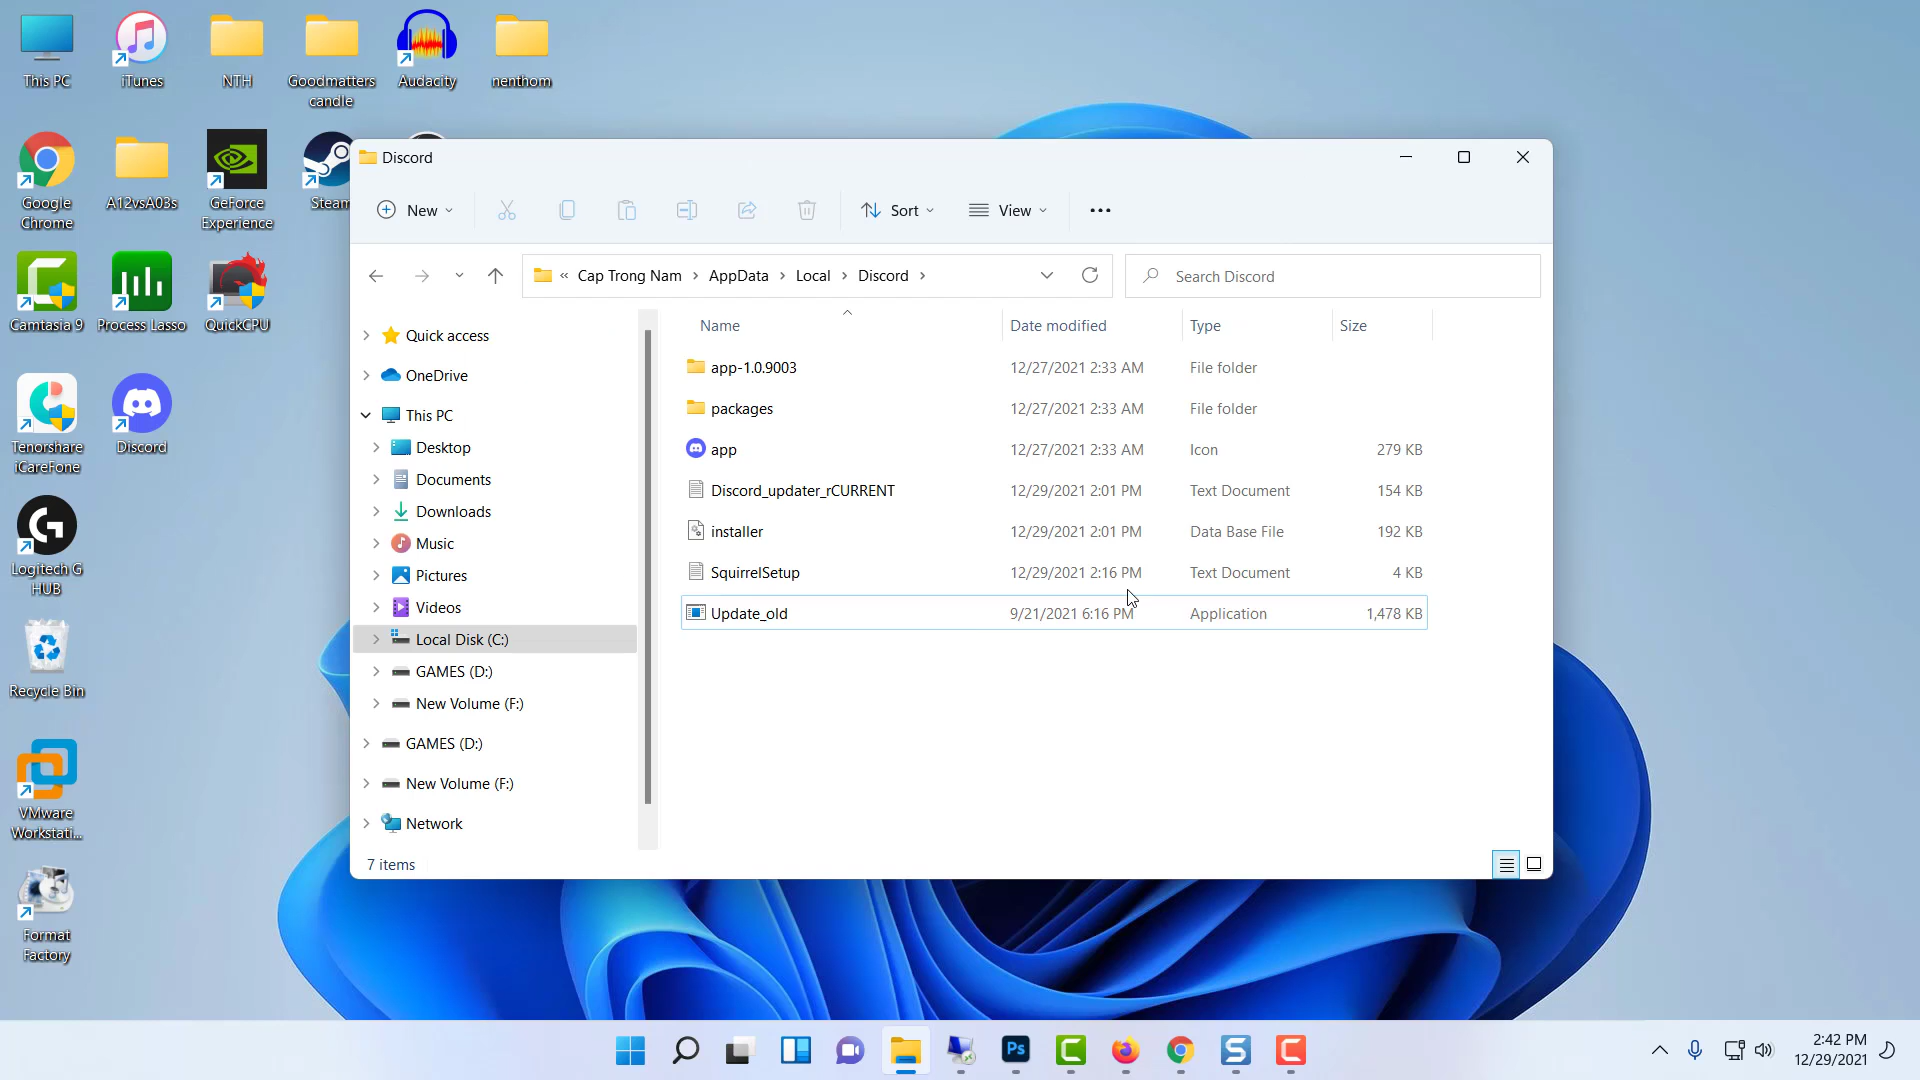 This PC
iTunes
NTH
Goodmatters
candle
Audacity
nenthom
Google
Chrome
A12vsA03s
GeForce
Experience
Steam
Camtasia 9
Process Lasso
QuickCPU
Tenorshare
iCareFone
Discord
Logitech G
HUB
Recycle Bin
VMware
Workstati...
Format
Factory
Discord
New
Sort
View
« Cap Trong Nam > AppData > Local > Discord >
Search Discord
Quick access
OneDrive
This PC
Desktop
Documents
Downloads
Music
Pictures
Videos
Local Disk (C:)
GAMES (D:)
New Volume (F:)
GAMES (D:)
New Volume (F:)
Network
Name Date modified Type Size
app-1.0.9003 12/27/2021 2:33 AM File folder
packages 12/27/2021 2:33 AM File folder
app 12/27/2021 2:33 AM Icon 279 KB
Discord_updater_rCURRENT 12/29/2021 2:01 PM Text Document 154 KB
installer 12/29/2021 2:01 PM Data Base File 192 KB
SquirrelSetup 12/29/2021 2:16 PM Text Document 4 KB
Update_old 9/21/2021 6:16 PM Application 1,478 KB
7 items
Ps
2:42 PM
12/29/2021